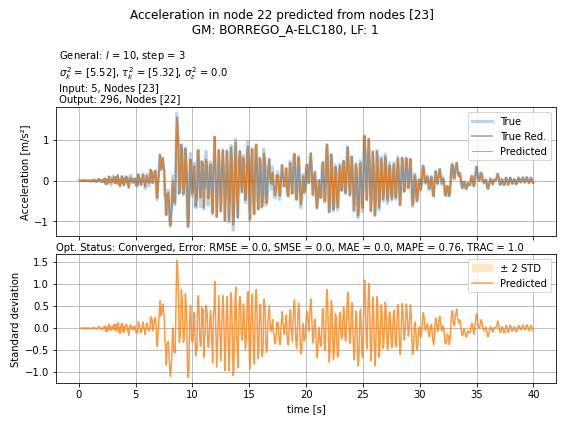 Acceleration in node 22 predicted from nodes [23]
GM: BORREGO_A-ELC180, LF: 1
General: l = 10, step = 3
σ²ₖ = [5.52], τ²ₖ = [5.32], σ²ε = 0.0
Input: 5, Nodes [23]
Output: 296, Nodes [22]
Acceleration [m/s²]
1
0
−1
True
True Red.
Predicted
Opt. Status: Converged, Error: RMSE = 0.0, SMSE = 0.0, MAE = 0.0, MAPE = 0.76, TRAC = 1.0
Standard deviation
1.5
1.0
0.5
0.0
−0.5
−1.0
± 2 STD
Predicted
0 5 10 15 20 25 30 35 40
time [s]